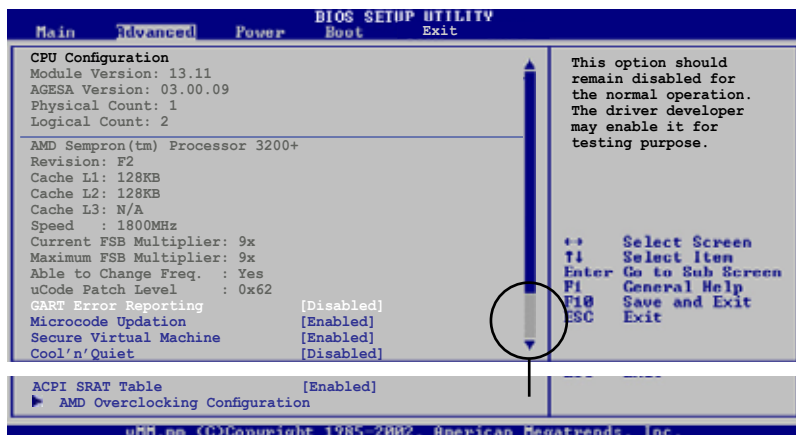 BIOS SETUP UTILITY
Main Advanced Power Boot Exit
CPU Configuration
Module Version: 13.11
AGESA Version: 03.00.09
Physical Count: 1
Logical Count: 2
AMD Sempron(tm) Processor 3200+
Revision: F2
Cache L1: 128KB
Cache L2: 128KB
Cache L3: N/A
Speed : 1800MHz
Current FSB Multiplier: 9x
Maximum FSB Multiplier: 9x
Able to Change Freq. : Yes
uCode Patch Level : 0x62
GART Error Reporting [Disabled]
Microcode Updation [Enabled]
Secure Virtual Machine [Enabled]
Cool'n'Quiet [Disabled]
ACPI SRAT Table [Enabled]
AMD Overclocking Configuration
This option should
remain disabled for
the normal operation.
The driver developer
may enable it for
testing purpose.
↔ Select Screen
↑↓ Select Item
Enter Go to Sub Screen
F1 General Help
F10 Save and Exit
ESC Exit
(C)Copyright 1985-2002, American Megatrends, Inc.